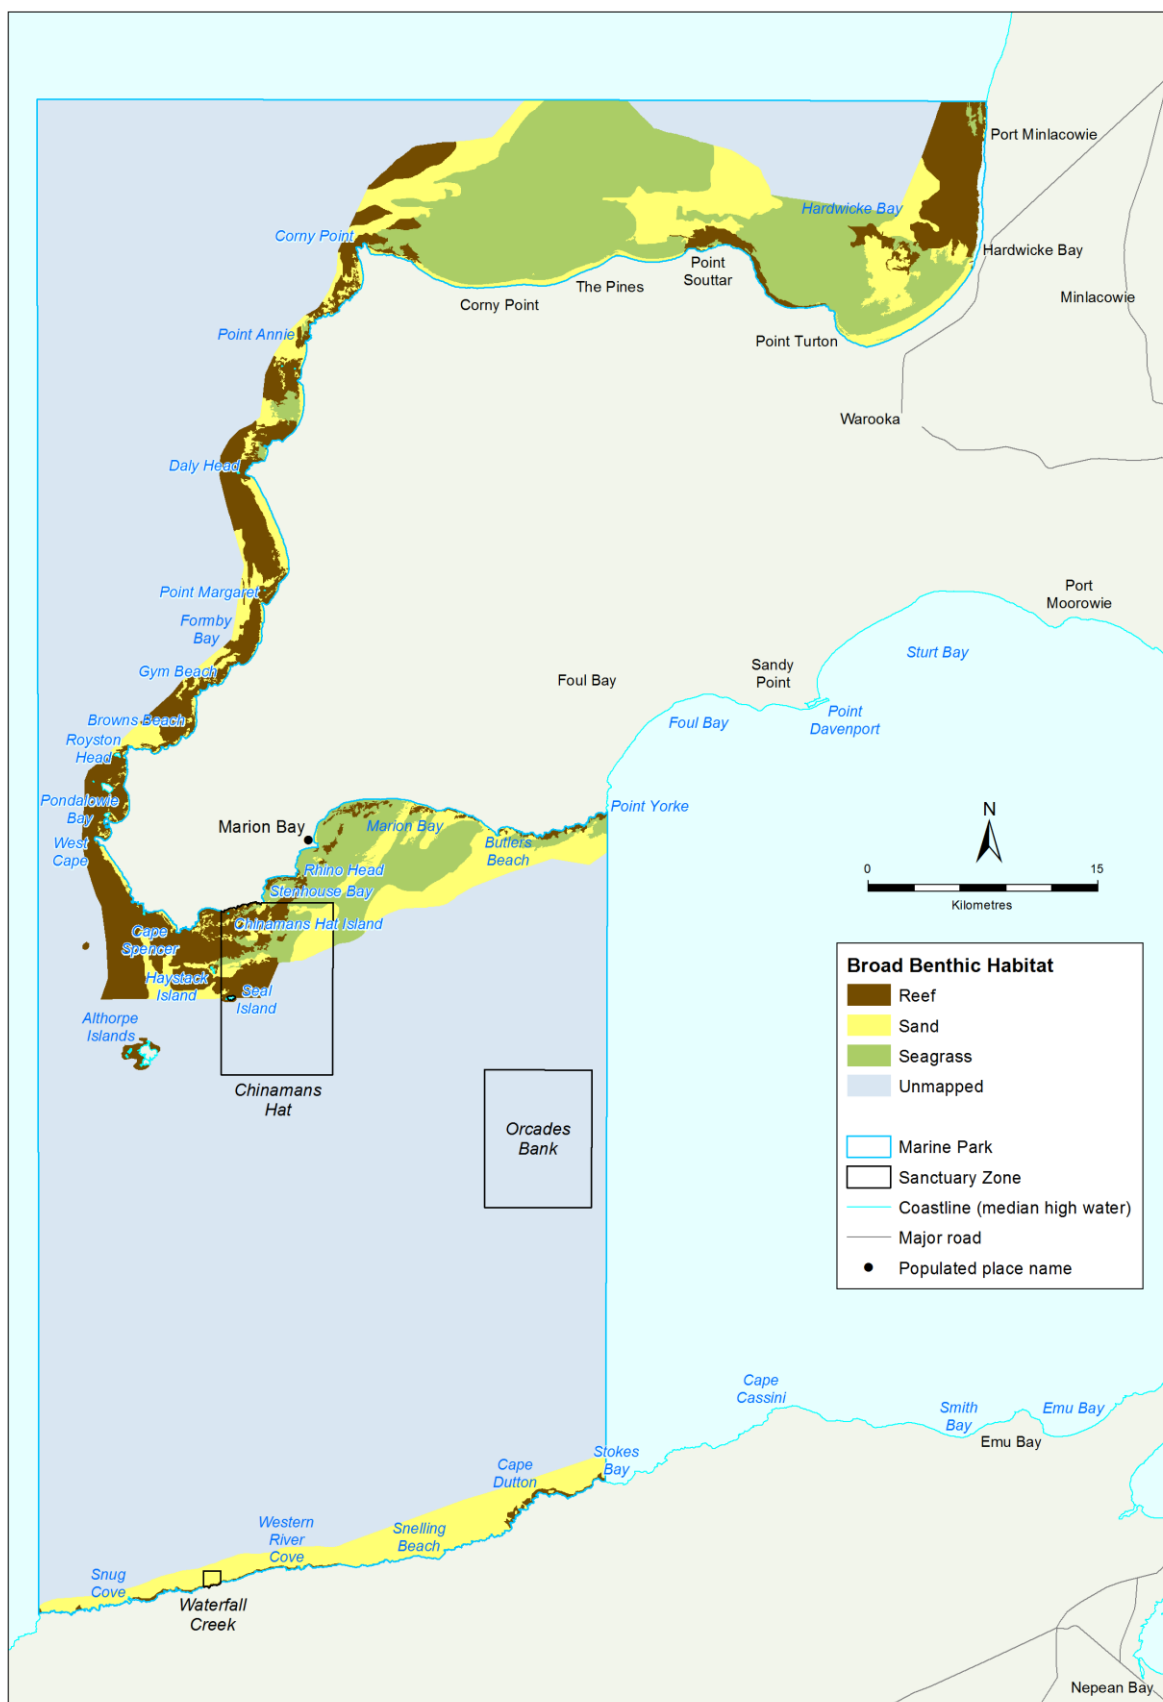 Port Minlacowie
Hardwicke Bay
Corny Point
Hardwicke Bay
Point
Souttar
The Pines
Minlacowie
Corny Point
Point Annie
Point Turton
Warooka
Daly Head
Point Margaret
Port
Moorowie
Formby
Bay
Sturt Bay
Gym Beach
Sandy
Point
Foul Bay
Browns Beach
Foul Bay
Point
Davenport
Royston
Head
Pondalowie
Bay
Point Yorke
Marion Bay
Marion Bay
West
Cape
Butlers
Beach
Rhino Head
Stenhouse Bay
N
0
15
Kilometres
Chinamans Hat Island
Cape
Spencer
Haystack
Island
Seal
Island
Althorpe
Islands
Chinamans
Hat
Orcades
Bank
Broad Benthic Habitat
Reef
Sand
Seagrass
Unmapped
Marine Park
Sanctuary Zone
Coastline (median high water)
Major road
Populated place name
Cape
Cassini
Smith
Bay
Emu Bay
Emu Bay
Stokes
Bay
Cape
Dutton
Western
River
Cove
Snelling
Beach
Snug
Cove
Waterfall
Creek
Nepean Bay